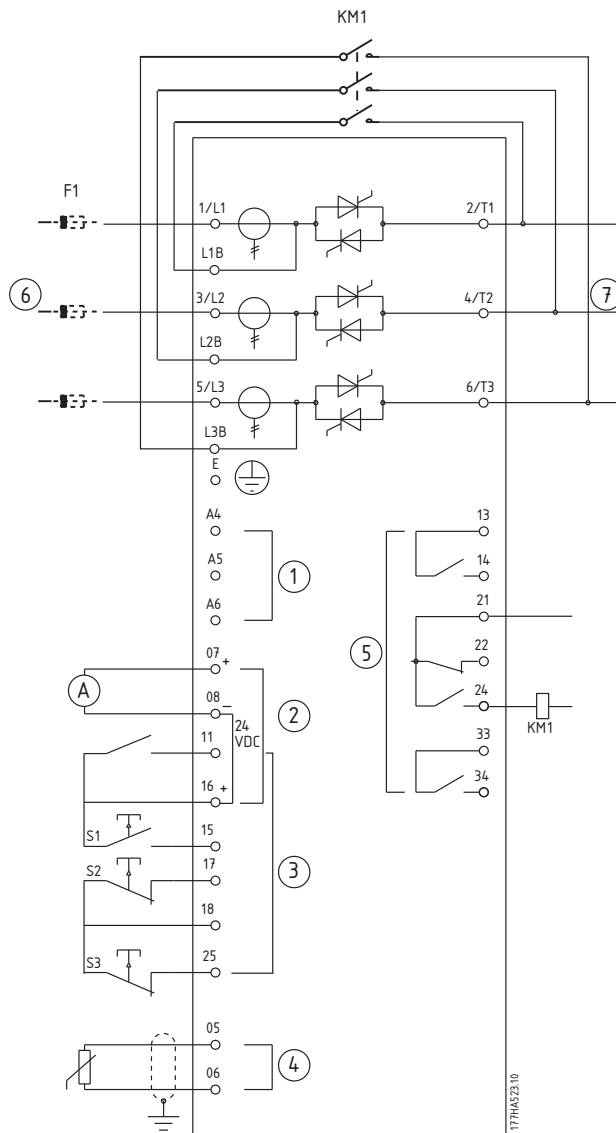 KM1
F1
1/L1
2/T1
L1B
6
3/L2
4/T2
7
L2B
5/L3
6/T3
L3B
E
A4
13
A5
1
14
A6
21
07 +
5
22
A
08 –
2
24
24
VDC
KM1
11
33
16 +
34
S1
15
S2
17
3
18
S3
25
05
4
06
177HA523.10